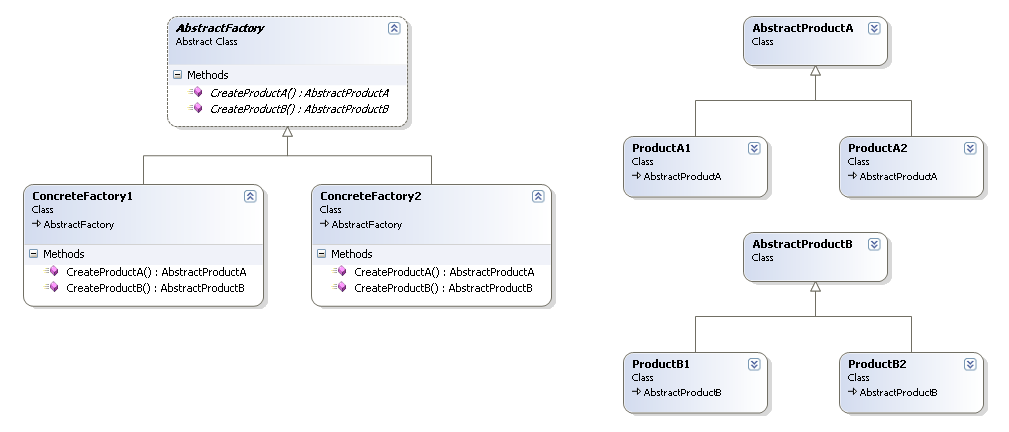 AbstractFactory
Abstract Class
Methods
CreateProductA() : AbstractProductA
CreateProductB() : AbstractProductB
ConcreteFactory1
Class
AbstractFactory
Methods
CreateProductA() : AbstractProductA
CreateProductB() : AbstractProductB
ConcreteFactory2
Class
AbstractFactory
Methods
CreateProductA() : AbstractProductA
CreateProductB() : AbstractProductB
AbstractProductA
Class
ProductA1
Class
AbstractProductA
ProductA2
Class
AbstractProductA
AbstractProductB
Class
ProductB1
Class
AbstractProductB
ProductB2
Class
AbstractProductB